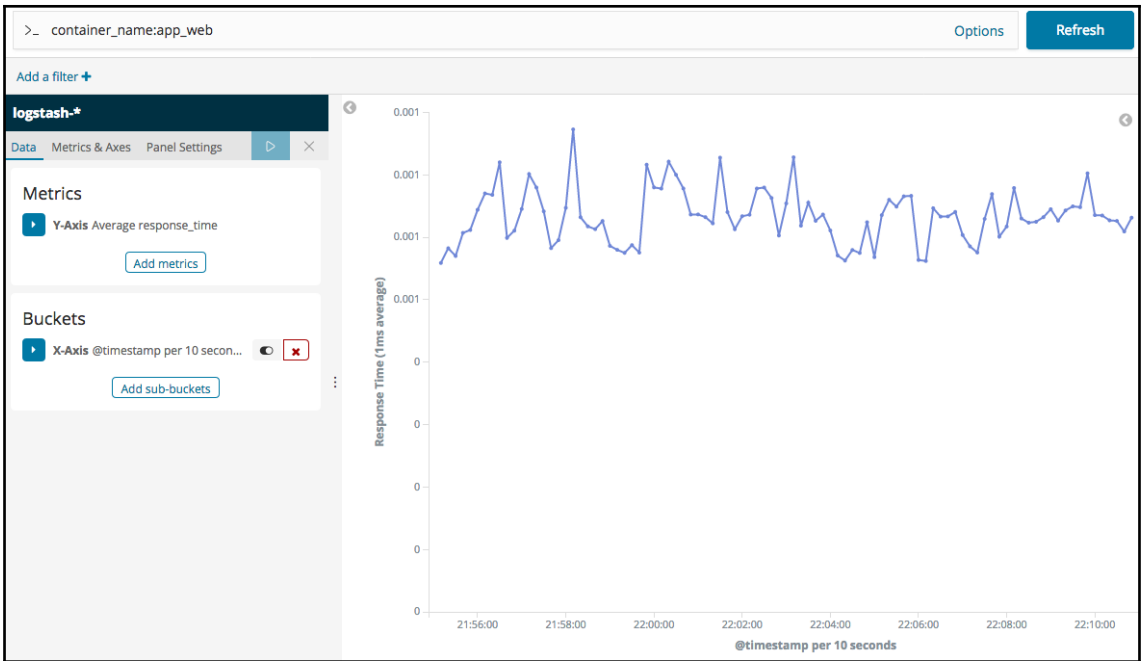 >_ container_name:app_web
Options
Refresh
Add a filter +
logstash-*
Data Metrics & Axes Panel Settings
Metrics
Y-Axis Average response_time
Add metrics
Buckets
X-Axis @timestamp per 10 secon...
Add sub-buckets
Response Time (1ms average)
0.001
0.001
0.001
0.001
0
0
0
0
0
21:56:00 21:58:00 22:00:00 22:02:00 22:04:00 22:06:00 22:08:00 22:10:00
@timestamp per 10 seconds